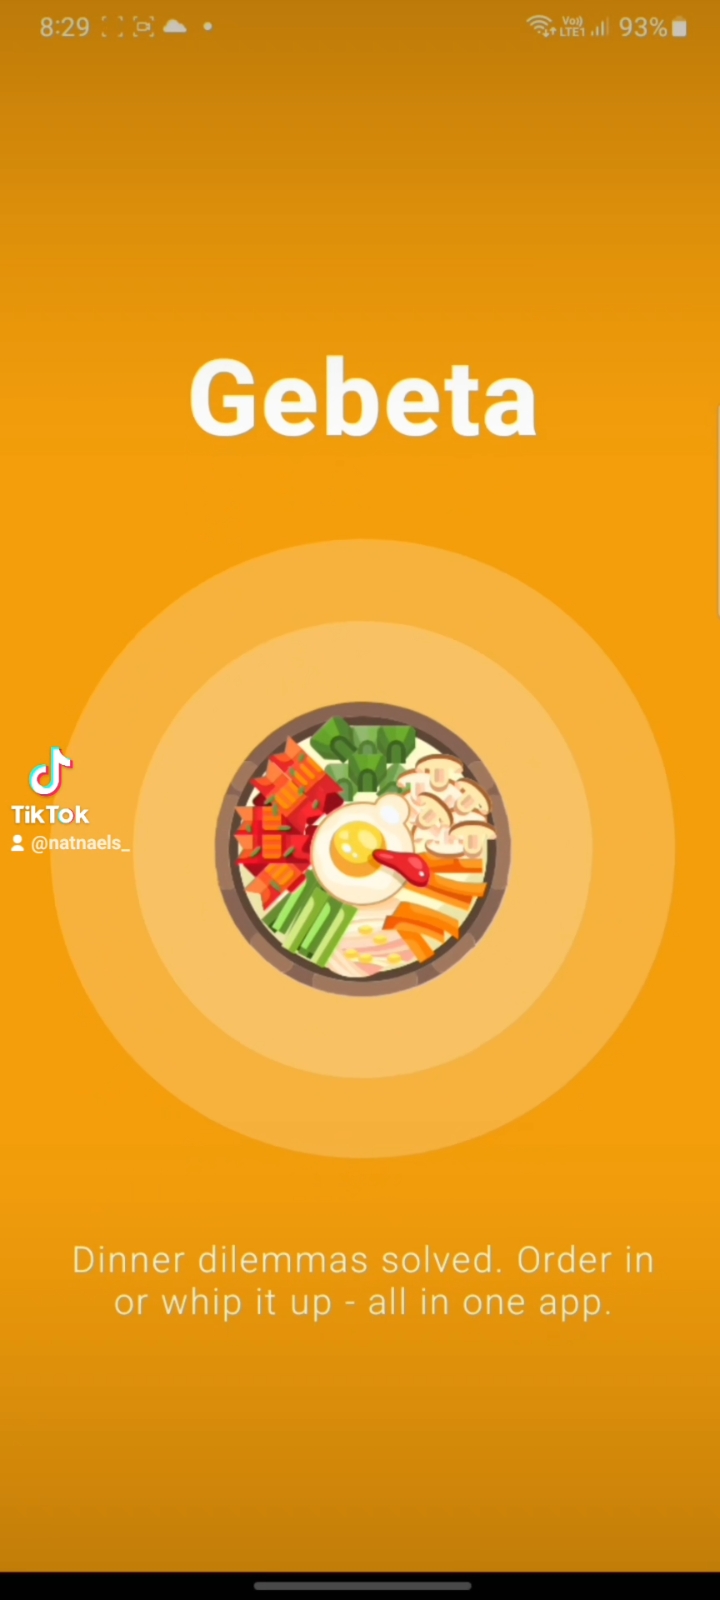 8:29
Vo)) LTE1 93%
Gebeta
TikTok
@natnaels_
Dinner dilemmas solved. Order in
or whip it up - all in one app.